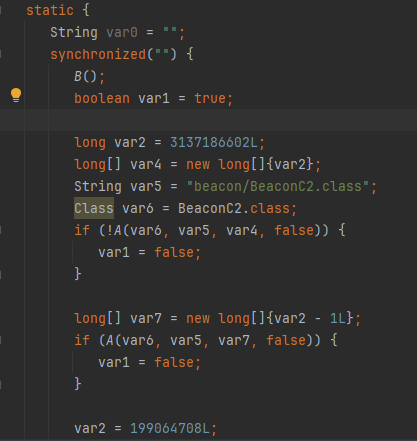 static {
String var0 = "";
synchronized("") {
B();
boolean var1 = true;
long var2 = 3137186602L;
long[] var4 = new long[]{var2};
String var5 = "beacon/BeaconC2.class";
Class var6 = BeaconC2.class;
if (!A(var6, var5, var4, false)) {
var1 = false;
}
long[] var7 = new long[]{var2 - 1L};
if (A(var6, var5, var7, false)) {
var1 = false;
}
var2 = 199064708L;